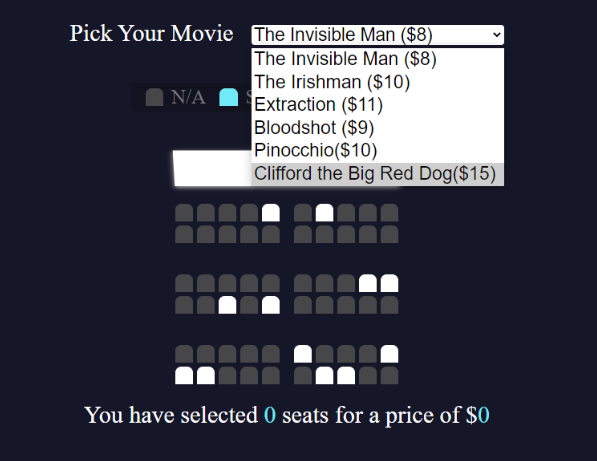 Pick Your Movie The Invisible Man ($8)
The Invisible Man ($8)
The Irishman ($10)
N/A
Extraction ($11)
Bloodshot ($9)
Pinocchio($10)
Clifford the Big Red Dog($15)
You have selected 0 seats for a price of $0